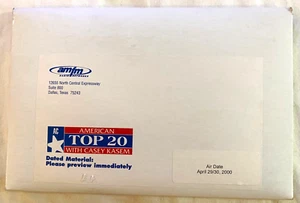 amfm
12655 North Central Expressway
Suite 800
Dallas, Texas 75243
AC
AMERICAN
TOP 20
WITH CASEY KASEM
Dated Material:
Please preview immediately
Air Date
April 29/30, 2000